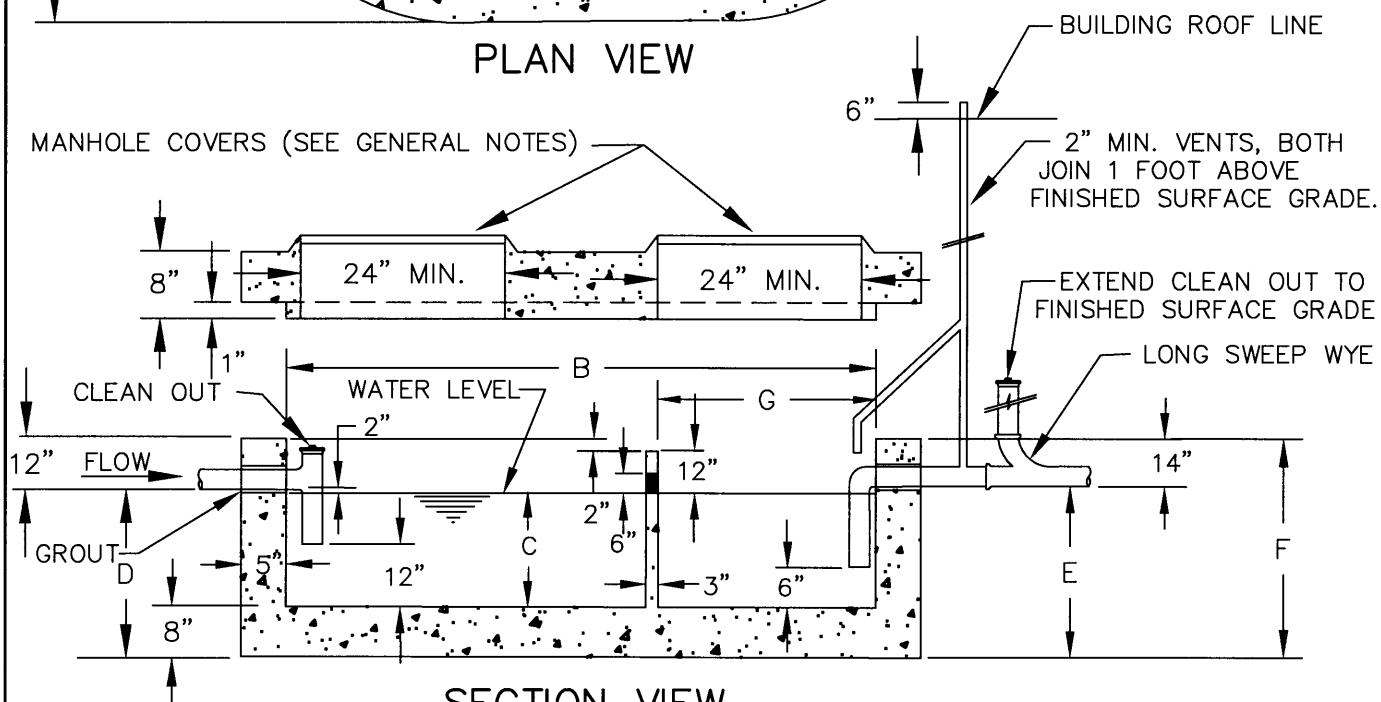 PLAN VIEW
BUILDING ROOF LINE
6"
MANHOLE COVERS (SEE GENERAL NOTES)
2" MIN. VENTS, BOTH
JOIN 1 FOOT ABOVE
FINISHED SURFACE GRADE.
8"
24" MIN.
24" MIN.
EXTEND CLEAN OUT TO
FINISHED SURFACE GRADE
1"
B
LONG SWEEP WYE
CLEAN OUT
WATER LEVEL
G
2"
12"
FLOW
12"
14"
2"
6"
GROUT
D
5"
12"
C
3"
6"
E
F
8"
SECTION VIEW